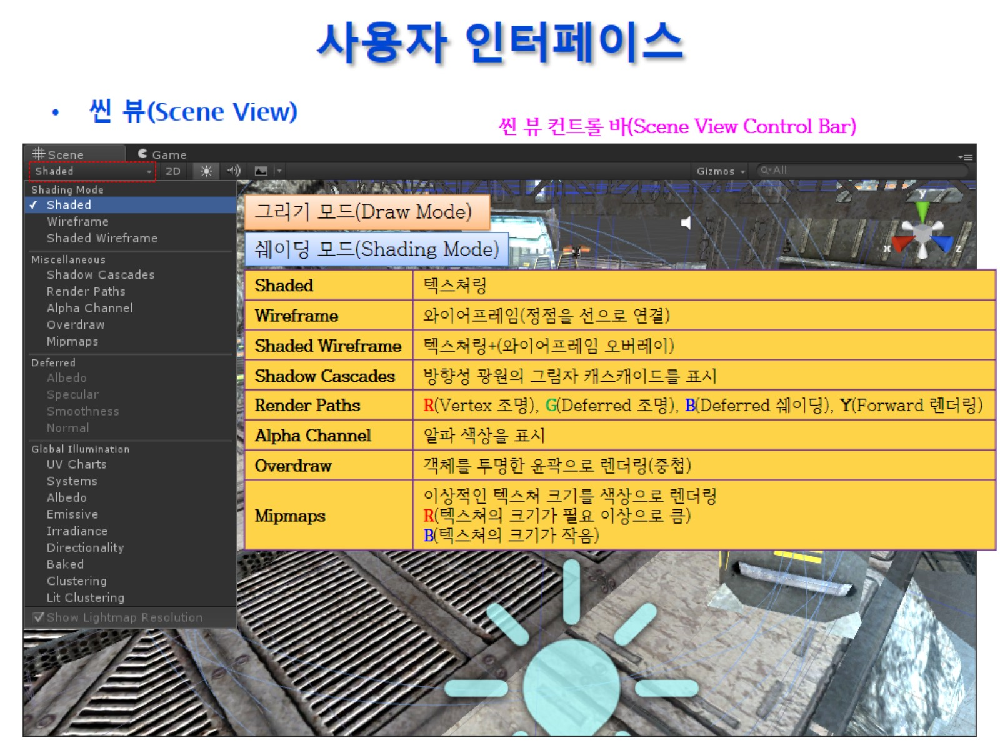 사용자 인터페이스
• 씬 뷰(Scene View)
씬 뷰 컨트롤 바(Scene View Control Bar)
Scene Game
Shaded 2D Gizmos All
Shading Mode
✓ Shaded
Wireframe
Shaded Wireframe
Miscellaneous
Shadow Cascades
Render Paths
Alpha Channel
Overdraw
Mipmaps
Deferred
Albedo
Specular
Smoothness
Normal
Global Illumination
UV Charts
Systems
Albedo
Emissive
Irradiance
Directionality
Baked
Clustering
Lit Clustering
Show Lightmap Resolution
그리기 모드(Draw Mode)
쉐이딩 모드(Shading Mode)
y
x z
Shaded 텍스쳐링
Wireframe 와이어프레임(정점을 선으로 연결)
Shaded Wireframe 텍스쳐링+(와이어프레임 오버레이)
Shadow Cascades 방향성 광원의 그림자 캐스캐이드를 표시
Render Paths R(Vertex 조명), G(Deferred 조명), B(Deferred 쉐이딩), Y(Forward 렌더링)
Alpha Channel 알파 색상을 표시
Overdraw 객체를 투명한 윤곽으로 렌더링(중첩)
Mipmaps 이상적인 텍스쳐 크기를 색상으로 렌더링
R(텍스쳐의 크기가 필요 이상으로 큼)
B(텍스쳐의 크기가 작음)